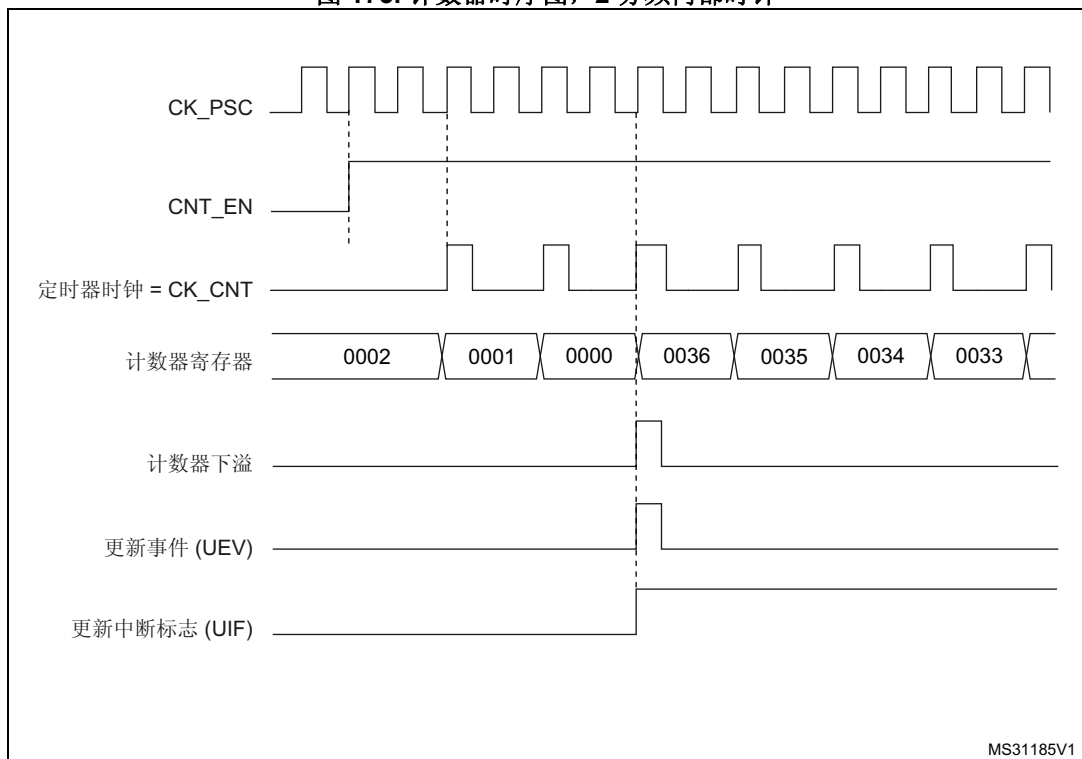 CK_PSC
CNT_EN
定时器时钟 = CK_CNT
计数器寄存器
0002 0001 0000 0036 0035 0034 0033
计数器下溢
更新事件 (UEV)
更新中断标志 (UIF)
MS31185V1